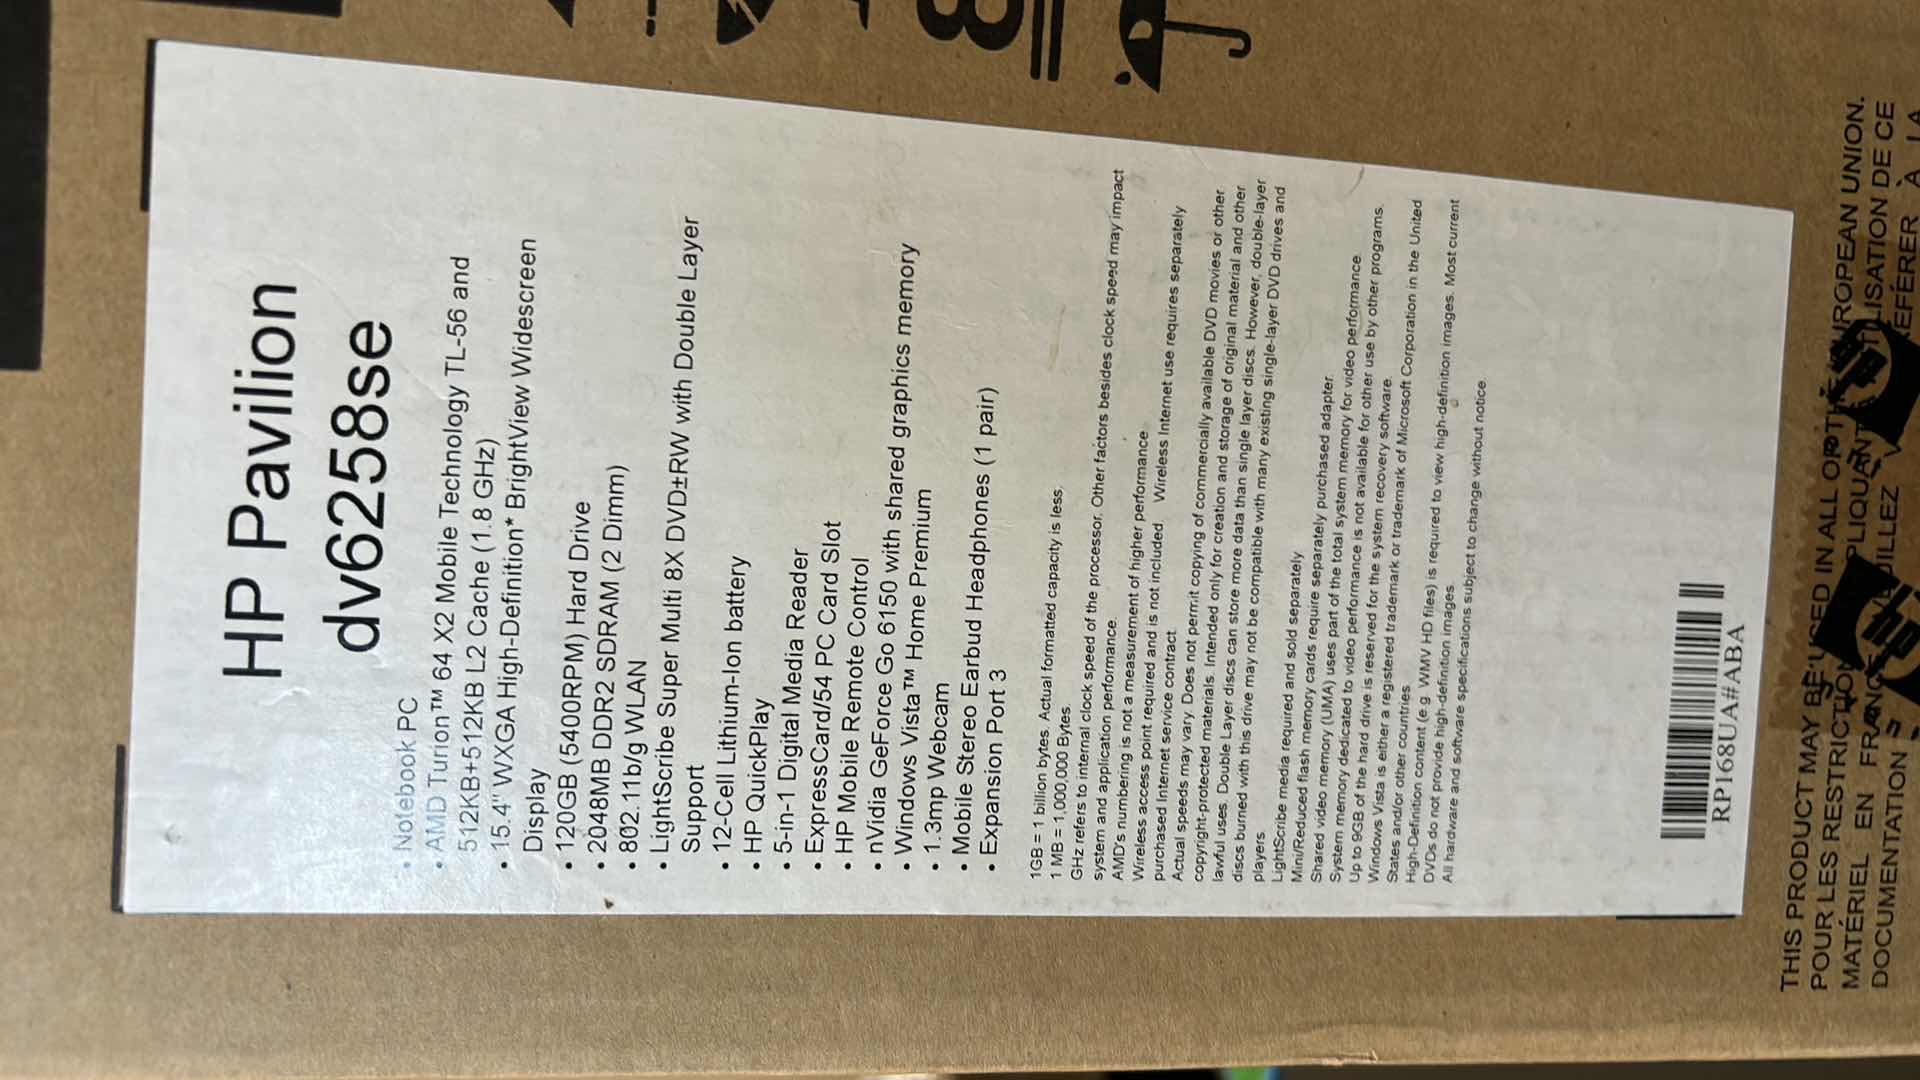 HP Pavilion
dv6258se
• Notebook PC
• AMD Turion™ 64 X2 Mobile Technology TL-56 and
512KB+512KB L2 Cache (1.8 GHz)
• 15.4" WXGA High-Definition* BrightView Widescreen
Display
• 120GB (5400RPM) Hard Drive
• 2048MB DDR2 SDRAM (2 Dimm)
• 802.11b/g WLAN
• LightScribe Super Multi 8X DVD±RW with Double Layer
Support
• 12-Cell Lithium-Ion battery
• HP QuickPlay
• 5-in-1 Digital Media Reader
• ExpressCard/54 PC Card Slot
• HP Mobile Remote Control
• nVidia GeForce Go 6150 with shared graphics memory
• Windows Vista™ Home Premium
• 1.3mp Webcam
• Mobile Stereo Earbud Headphones (1 pair)
• Expansion Port 3
1GB = 1 billion bytes. Actual formatted capacity is less.
1 MB = 1,000,000 Bytes.
GHz refers to internal clock speed of the processor. Other factors besides clock speed may impact
system and application performance.
AMD's numbering is not a measurement of higher performance
Wireless access point required and is not included. Wireless Internet use requires separately
purchased Internet service contract.
Actual speeds may vary. Does not permit copying of commercially available DVD movies or other
copyright-protected materials. Intended only for creation and storage of original material and other
lawful uses. Double Layer discs can store more data than single layer discs. However, double-layer
discs burned with this drive may not be compatible with many existing single-layer DVD drives and
players
LightScribe media required and sold separately
Mini/Reduced flash memory cards require separately purchased adapter.
Shared video memory (UMA) uses part of the total system memory for video performance
System memory dedicated to video performance is not available for other use by other programs.
Up to 9GB of the hard drive is reserved for the system recovery software.
Windows Vista is either a registered trademark or trademark of Microsoft Corporation in the United
States and/or other countries
High-Definition content (e.g. WMV HD files) is required to view high-definition images. Most current
DVDs do not provide high-definition images.
All hardware and software specifications subject to change without notice
RP168UA#ABA
THIS PRODUCT MAY BE USED IN ALL OF THE EUROPEAN UNION.
POUR LES RESTRICTION PLIQUANT UTILISATION DE CE
MATÉRIEL EN FRANCE VEUILLEZ RÉFÉRER À LA
DOCUMENTATION